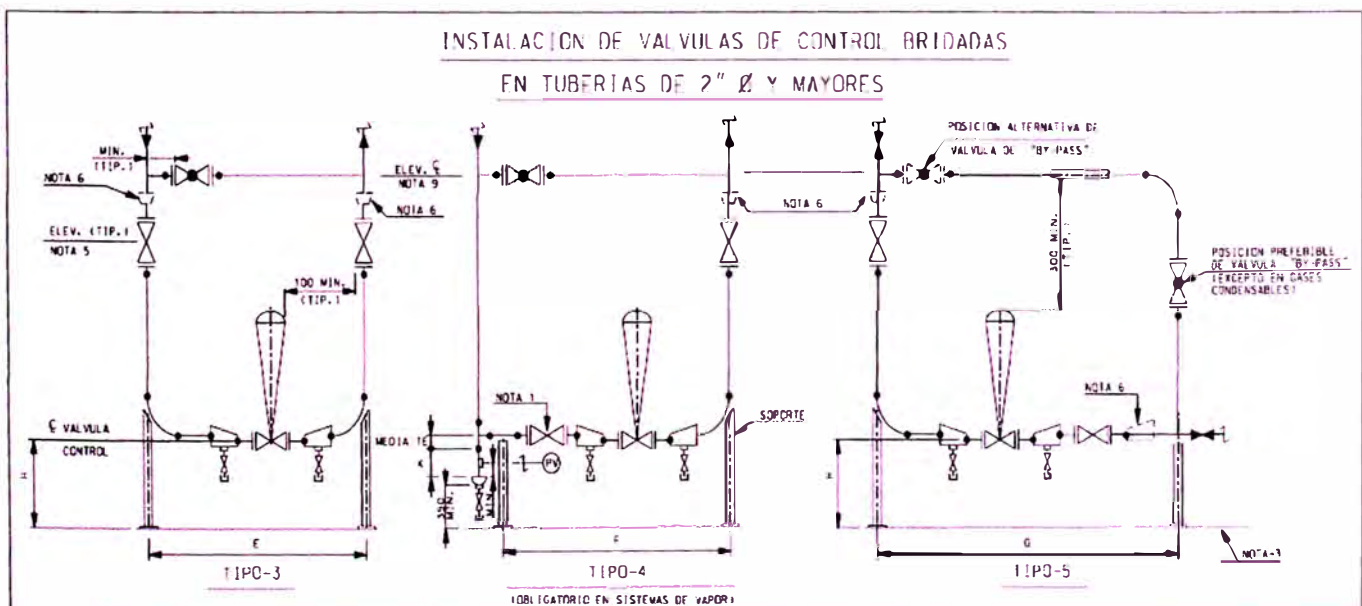 INSTALACION DE VALVULAS DE CONTROL BRIDADAS
EN TUBERIAS DE 2" Ø Y MAYORES
MIN.
(TIP.)
NOTA 6
NOTA 6
ELEV. (TIP.)
NOTA 5
100 MIN.
(TIP.)
℄ VALVULA
CONTROL
H
E
TIPO-3
ELEV. ℄
NOTA 9
NOTA 6
NOTA 1
SOPORTE
MEDIA TE
MIN.
MIN.
PV
F
TIPO-4
(OBLIGATORIO EN SISTEMAS DE VAPOR)
POSICION ALTERNATIVA DE
VALVULA DE "BY-PASS"
300 MIN.
(TIP.)
POSICION PREFERIBLE
DE VALVULA "BY-PASS"
(EXCEPTO EN GASES
CONDENSABLES)
NOTA 6
H
G
TIPO-5
NOTA-3